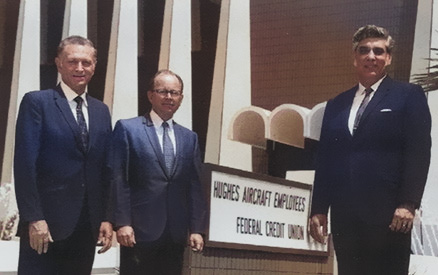 HUGHES AIRCRAFT EMPLOYEES
FEDERAL CREDIT UNION